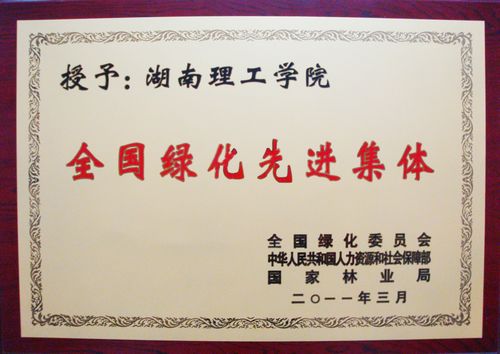 授予：湖南理工学院
全国绿化先进集体
全国绿化委员会
中华人民共和国人力资源和社会保障部
国家林业局
二〇一一年三月